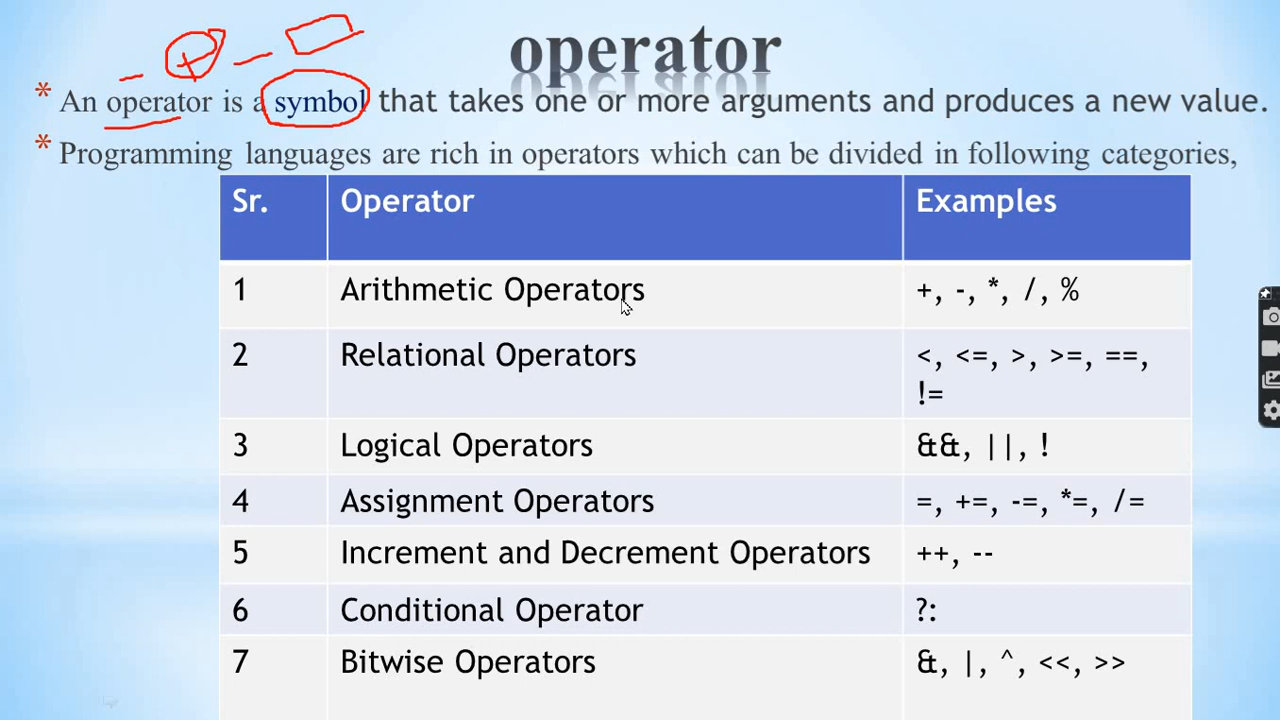 operator
* An operator is a symbol that takes one or more arguments and produces a new value.
* Programming languages are rich in operators which can be divided in following categories,
Sr. Operator Examples
1 Arithmetic Operators +, -, *, /, %
2 Relational Operators <, <=, >, >=, ==,
!=
3 Logical Operators &&, ||, !
4 Assignment Operators =, +=, -=, *=, /=
5 Increment and Decrement Operators ++, --
6 Conditional Operator ?:
7 Bitwise Operators &, |, ^, <<, >>